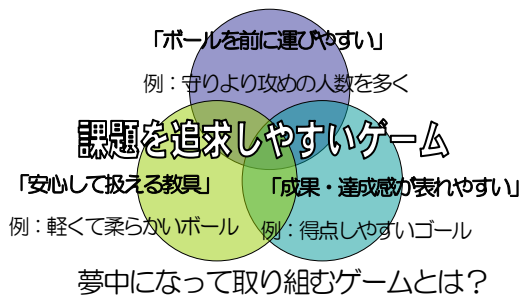 「ボールを前に運びやすい」
例：守りより攻めの人数を多く
課題を追求しやすいゲーム
「安心して扱える教具」
例：軽くて柔らかいボール
「成果・達成感が表れやすい」
例：得点しやすいゴール
夢中になって取り組むゲームとは？